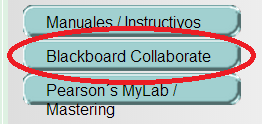 Manuales / Instructivos
Blackboard Collaborate
Pearson´s MyLab /
Mastering